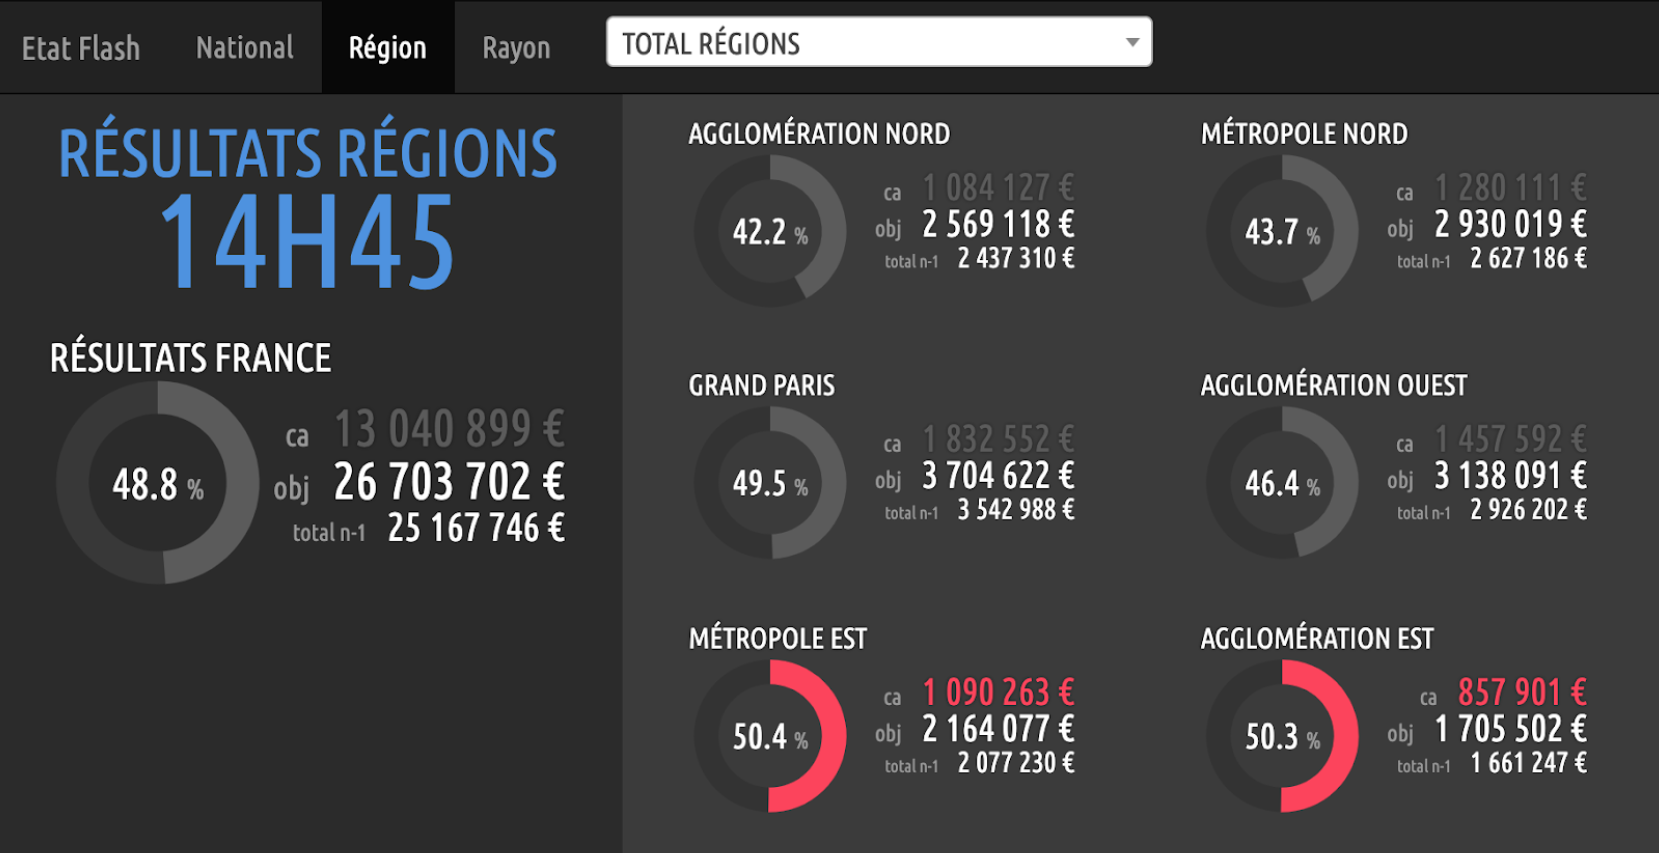 Etat Flash National Région Rayon TOTAL RÉGIONS
RÉSULTATS RÉGIONS
14H45
RÉSULTATS FRANCE
48.8 %
ca 13 040 899 €
obj 26 703 702 €
total n-1 25 167 746 €
AGGLOMÉRATION NORD
42.2 %
ca 1 084 127 €
obj 2 569 118 €
total n-1 2 437 310 €
MÉTROPOLE NORD
43.7 %
ca 1 280 111 €
obj 2 930 019 €
total n-1 2 627 186 €
GRAND PARIS
49.5 %
ca 1 832 552 €
obj 3 704 622 €
total n-1 3 542 988 €
AGGLOMÉRATION OUEST
46.4 %
ca 1 457 592 €
obj 3 138 091 €
total n-1 2 926 202 €
MÉTROPOLE EST
50.4 %
ca 1 090 263 €
obj 2 164 077 €
total n-1 2 077 230 €
AGGLOMÉRATION EST
50.3 %
ca 857 901 €
obj 1 705 502 €
total n-1 1 661 247 €